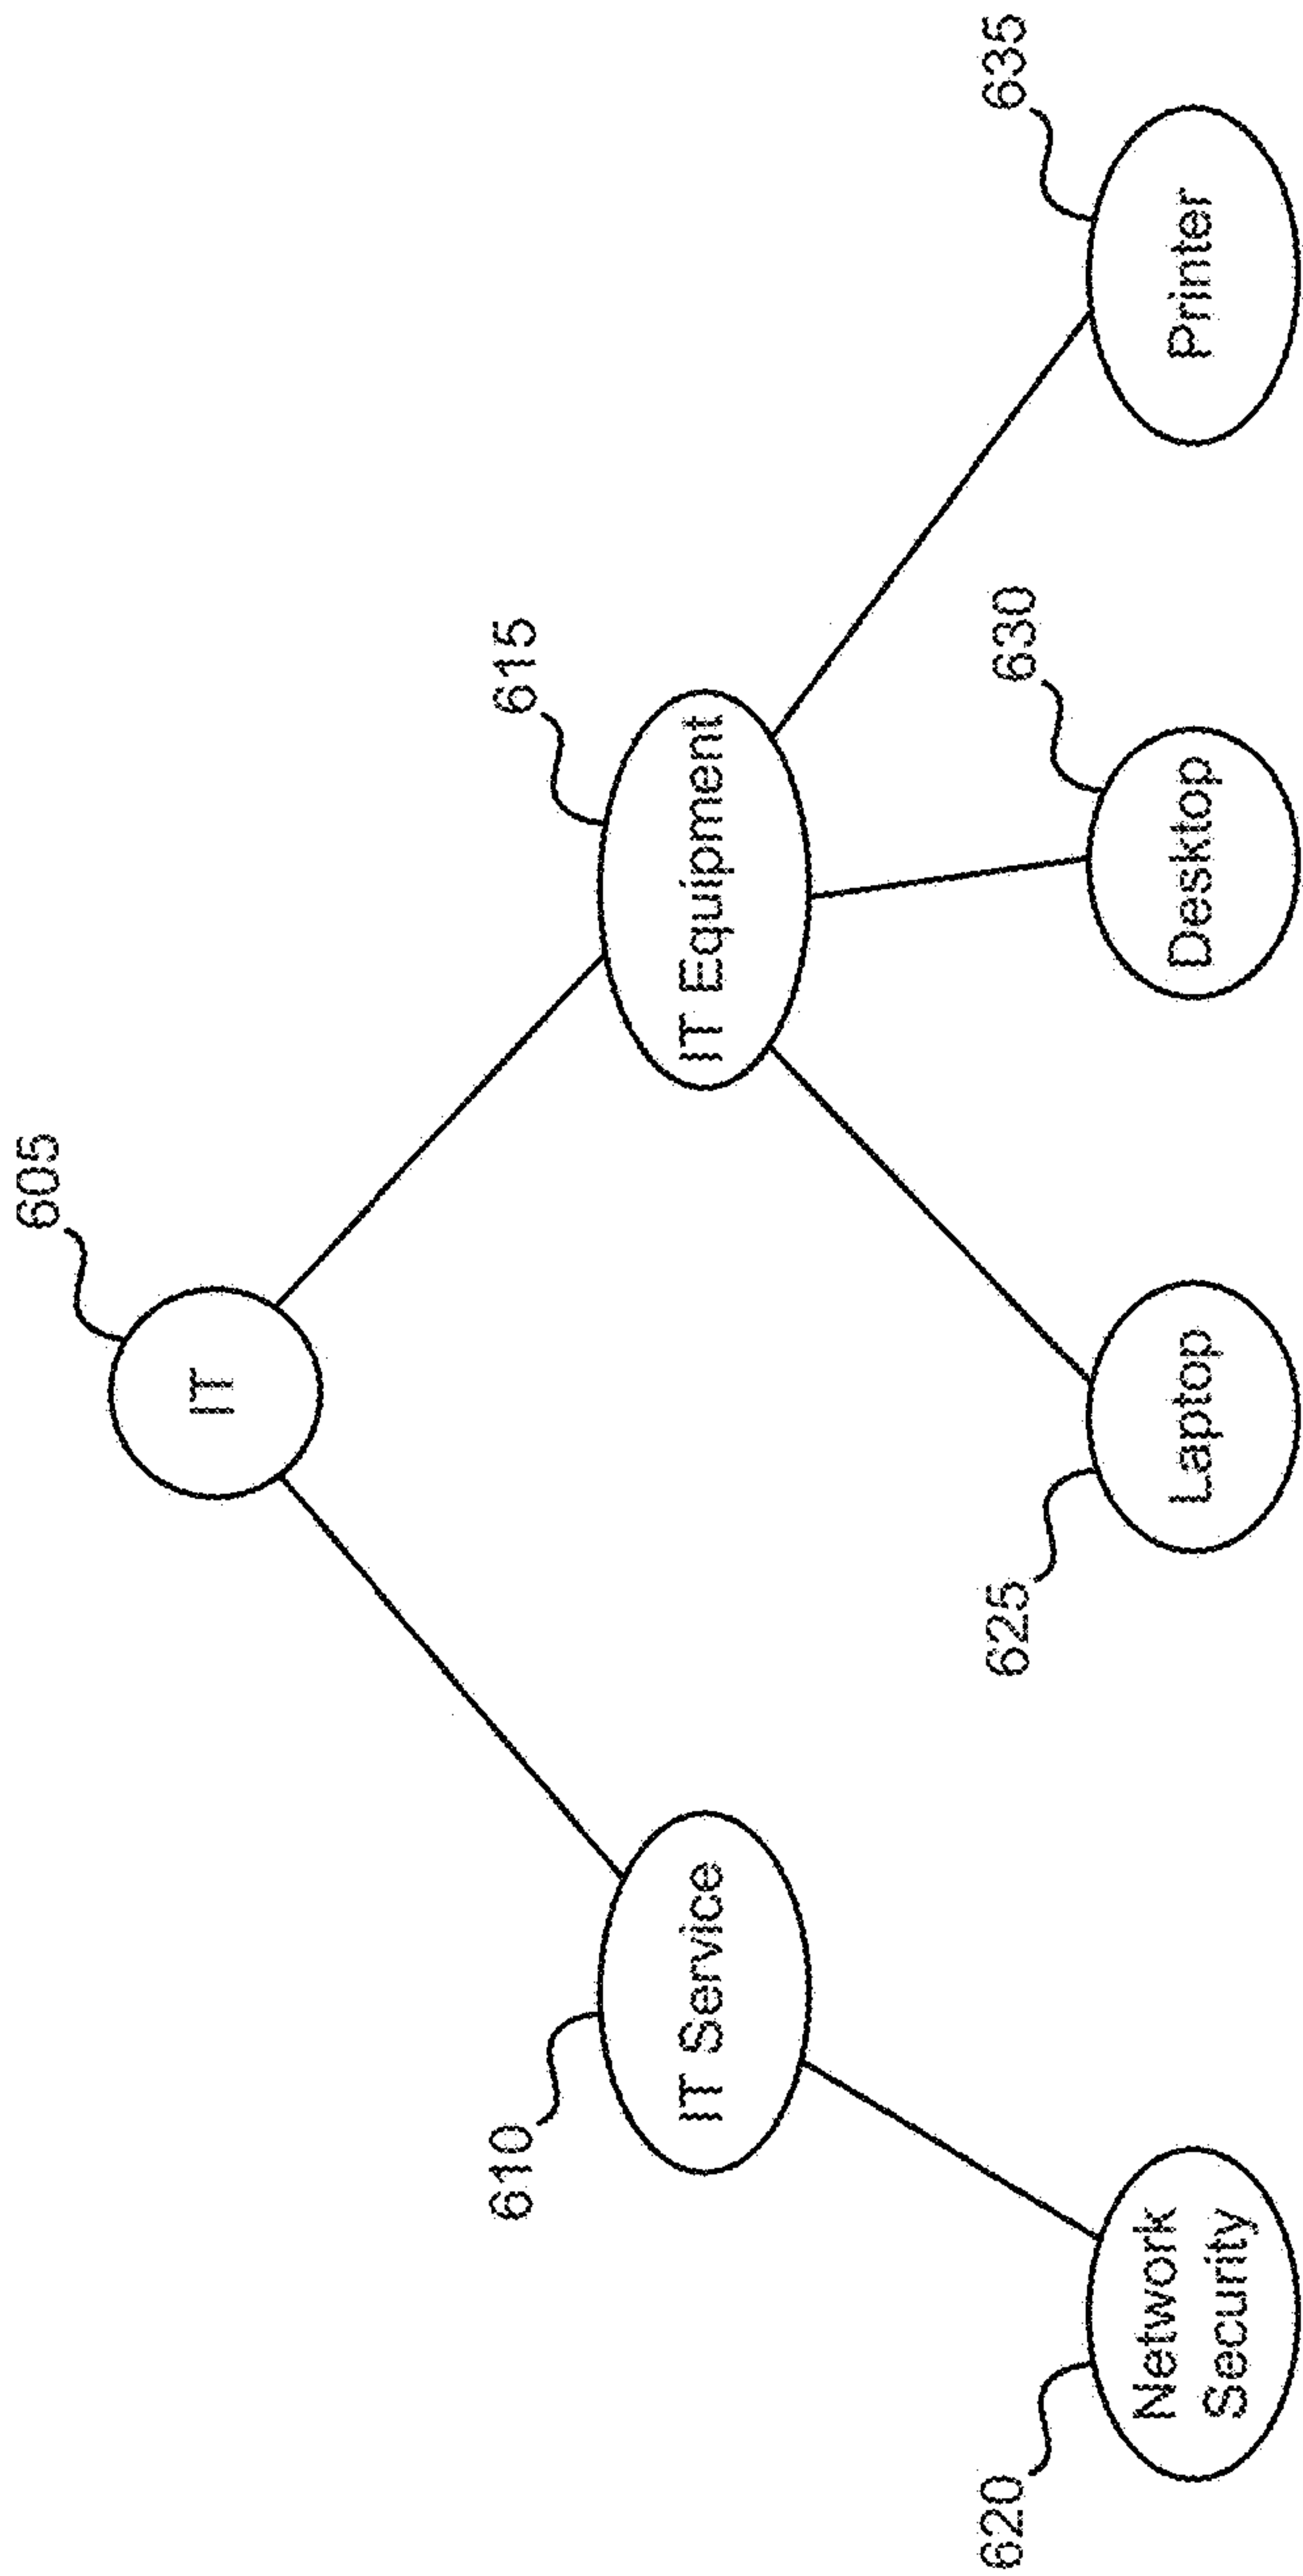 605
IT
610
IT Service
615
IT Equipment
620
Network
Security
625
Laptop
630
Desktop
635
Printer